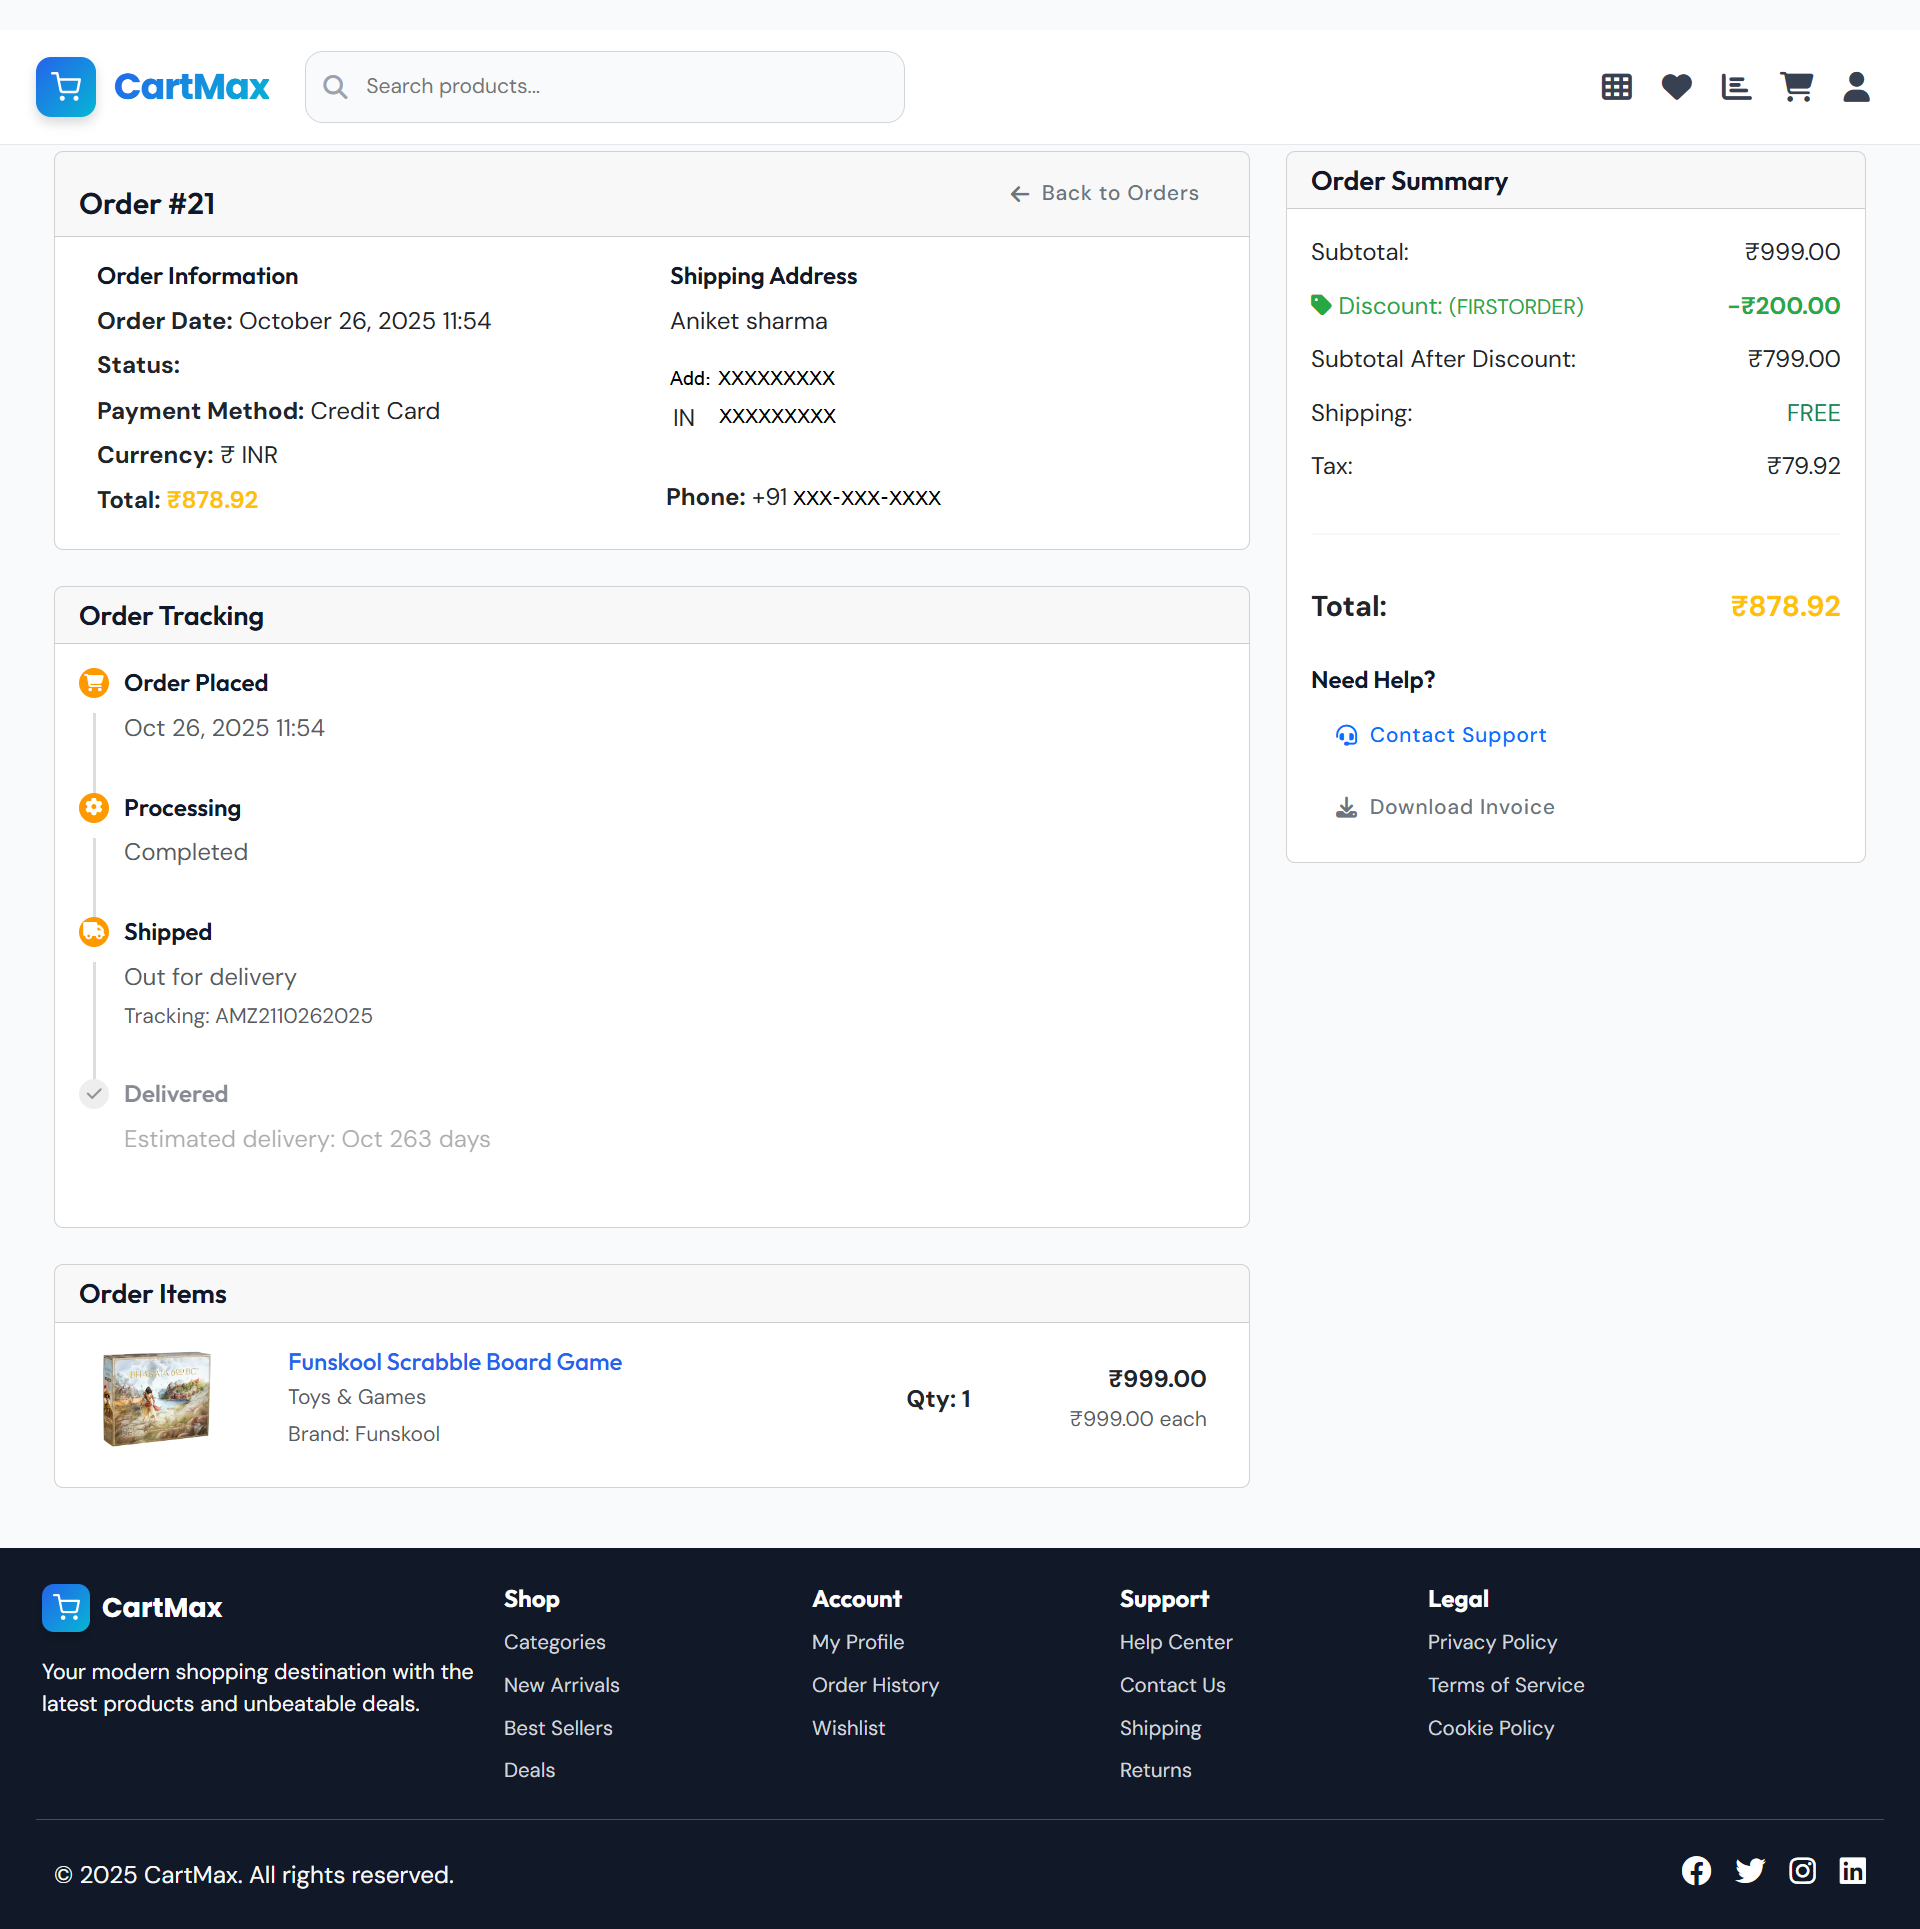 CartMax
Search products...
Order #21
Back to Orders
Order Information
Order Date: October 26, 2025 11:54
Status:
Payment Method: Credit Card
Currency: ₹ INR
Total: ₹878.92
Shipping Address
Aniket sharma
Add: XXXXXXXXX
IN XXXXXXXXX
Phone: +91 XXX-XXX-XXXX
Order Summary
Subtotal: ₹999.00
Discount: (FIRSTORDER) -₹200.00
Subtotal After Discount: ₹799.00
Shipping: FREE
Tax: ₹79.92
Total: ₹878.92
Need Help?
Contact Support
Download Invoice
Order Tracking
Order Placed
Oct 26, 2025 11:54
Processing
Completed
Shipped
Out for delivery
Tracking: AMZ2110262025
Delivered
Estimated delivery: Oct 263 days
Order Items
Funskool Scrabble Board Game
Toys & Games
Brand: Funskool
Qty: 1
₹999.00
₹999.00 each
CartMax
Your modern shopping destination with the
latest products and unbeatable deals.
Shop
Categories
New Arrivals
Best Sellers
Deals
Account
My Profile
Order History
Wishlist
Support
Help Center
Contact Us
Shipping
Returns
Legal
Privacy Policy
Terms of Service
Cookie Policy
© 2025 CartMax. All rights reserved.